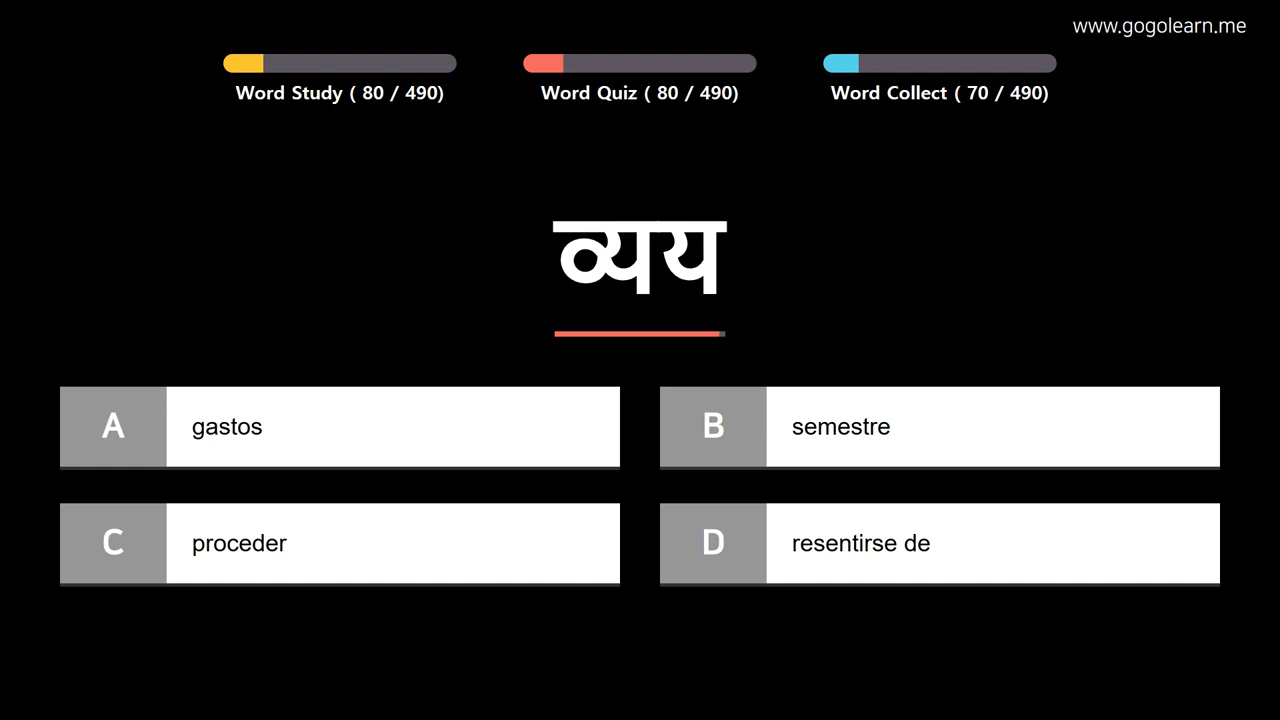 www.gogolearn.me
Word Study ( 80 / 490)
Word Quiz ( 80 / 490)
Word Collect ( 70 / 490)
व्यय
A gastos
B semestre
C proceder
D resentirse de